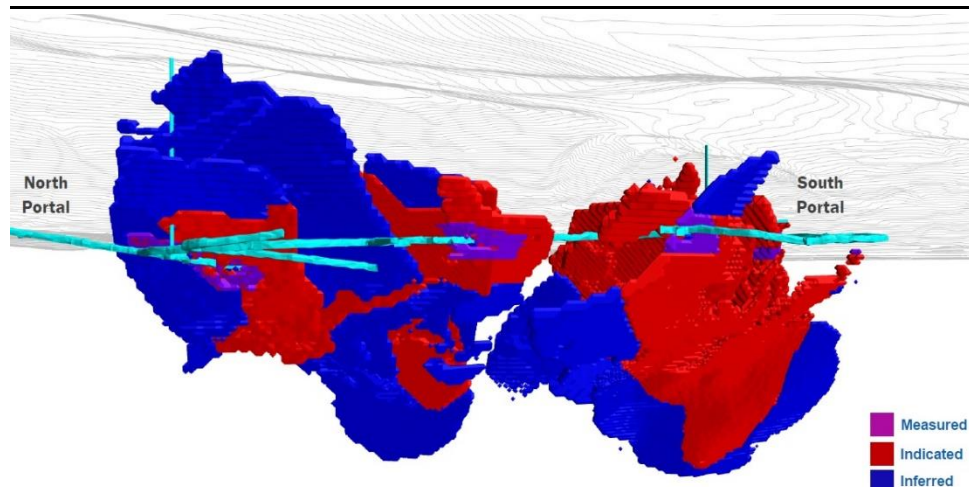 North
Portal
South
Portal
Measured
Indicated
Inferred